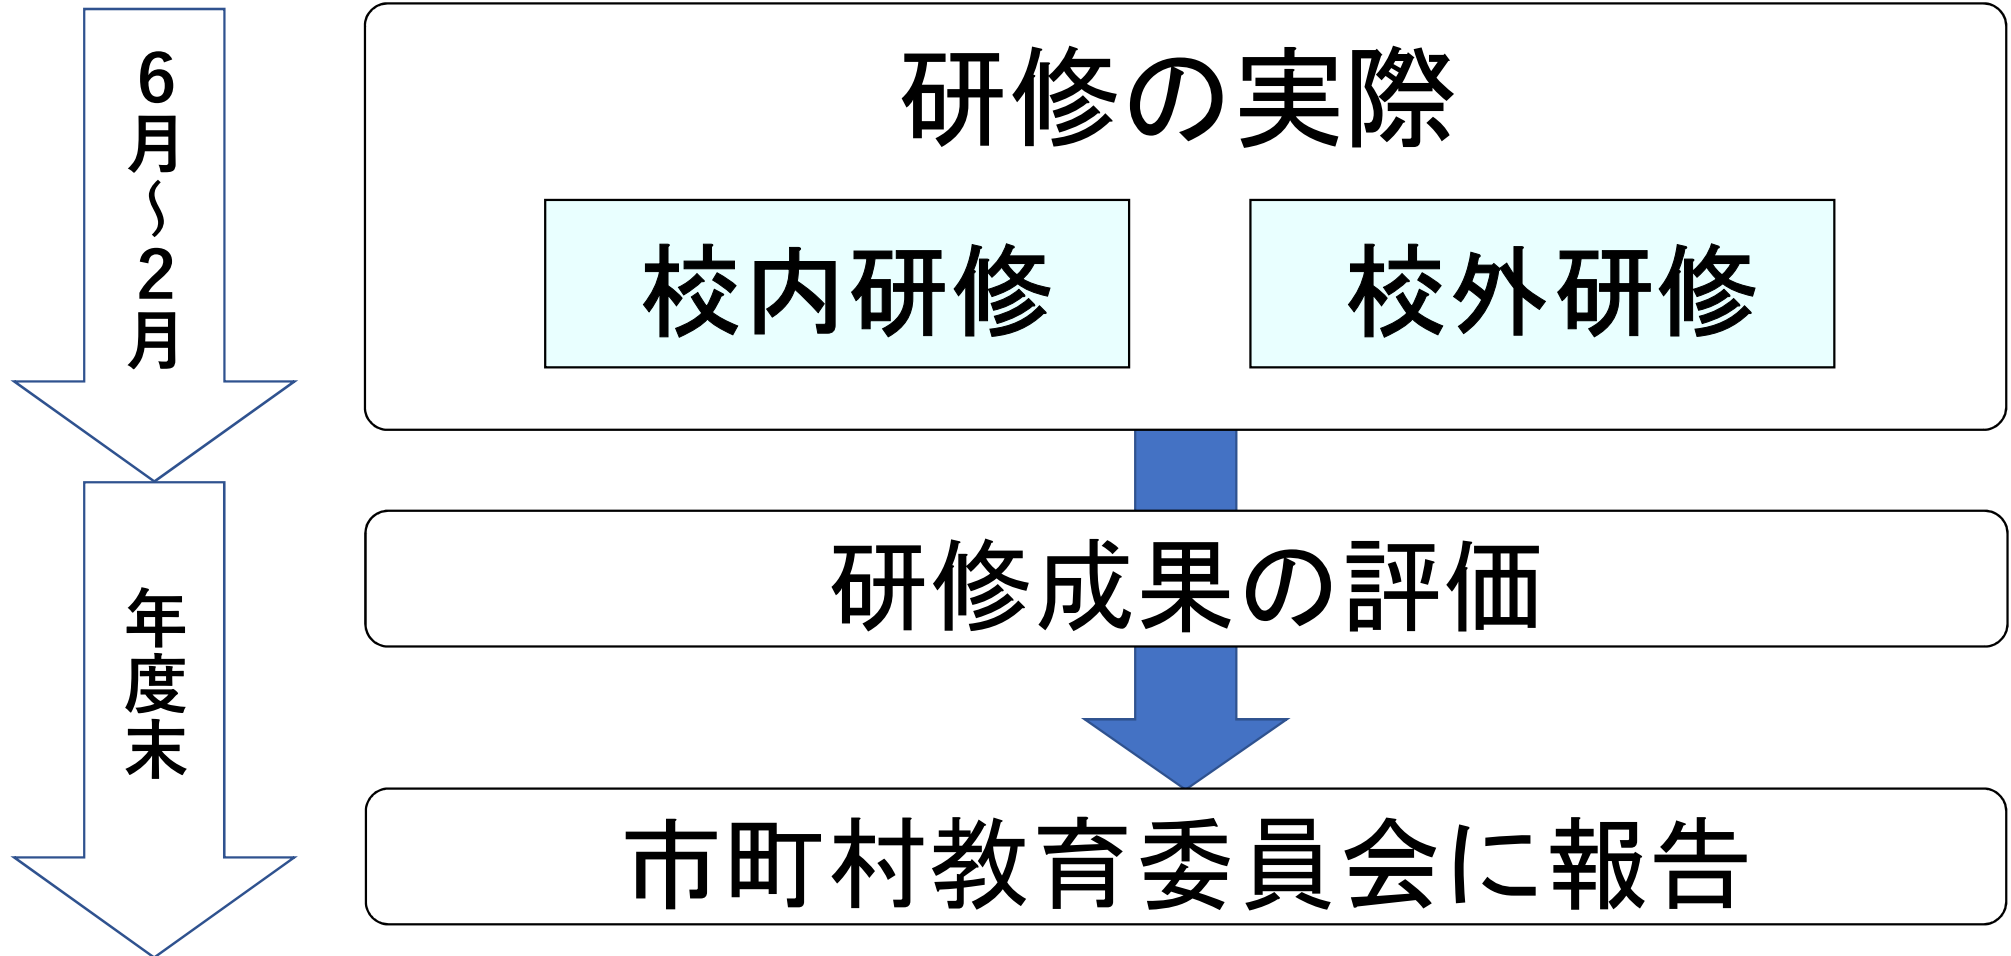 6月～2月
研修の実際
校内研修
校外研修
年度末
研修成果の評価
市町村教育委員会に報告